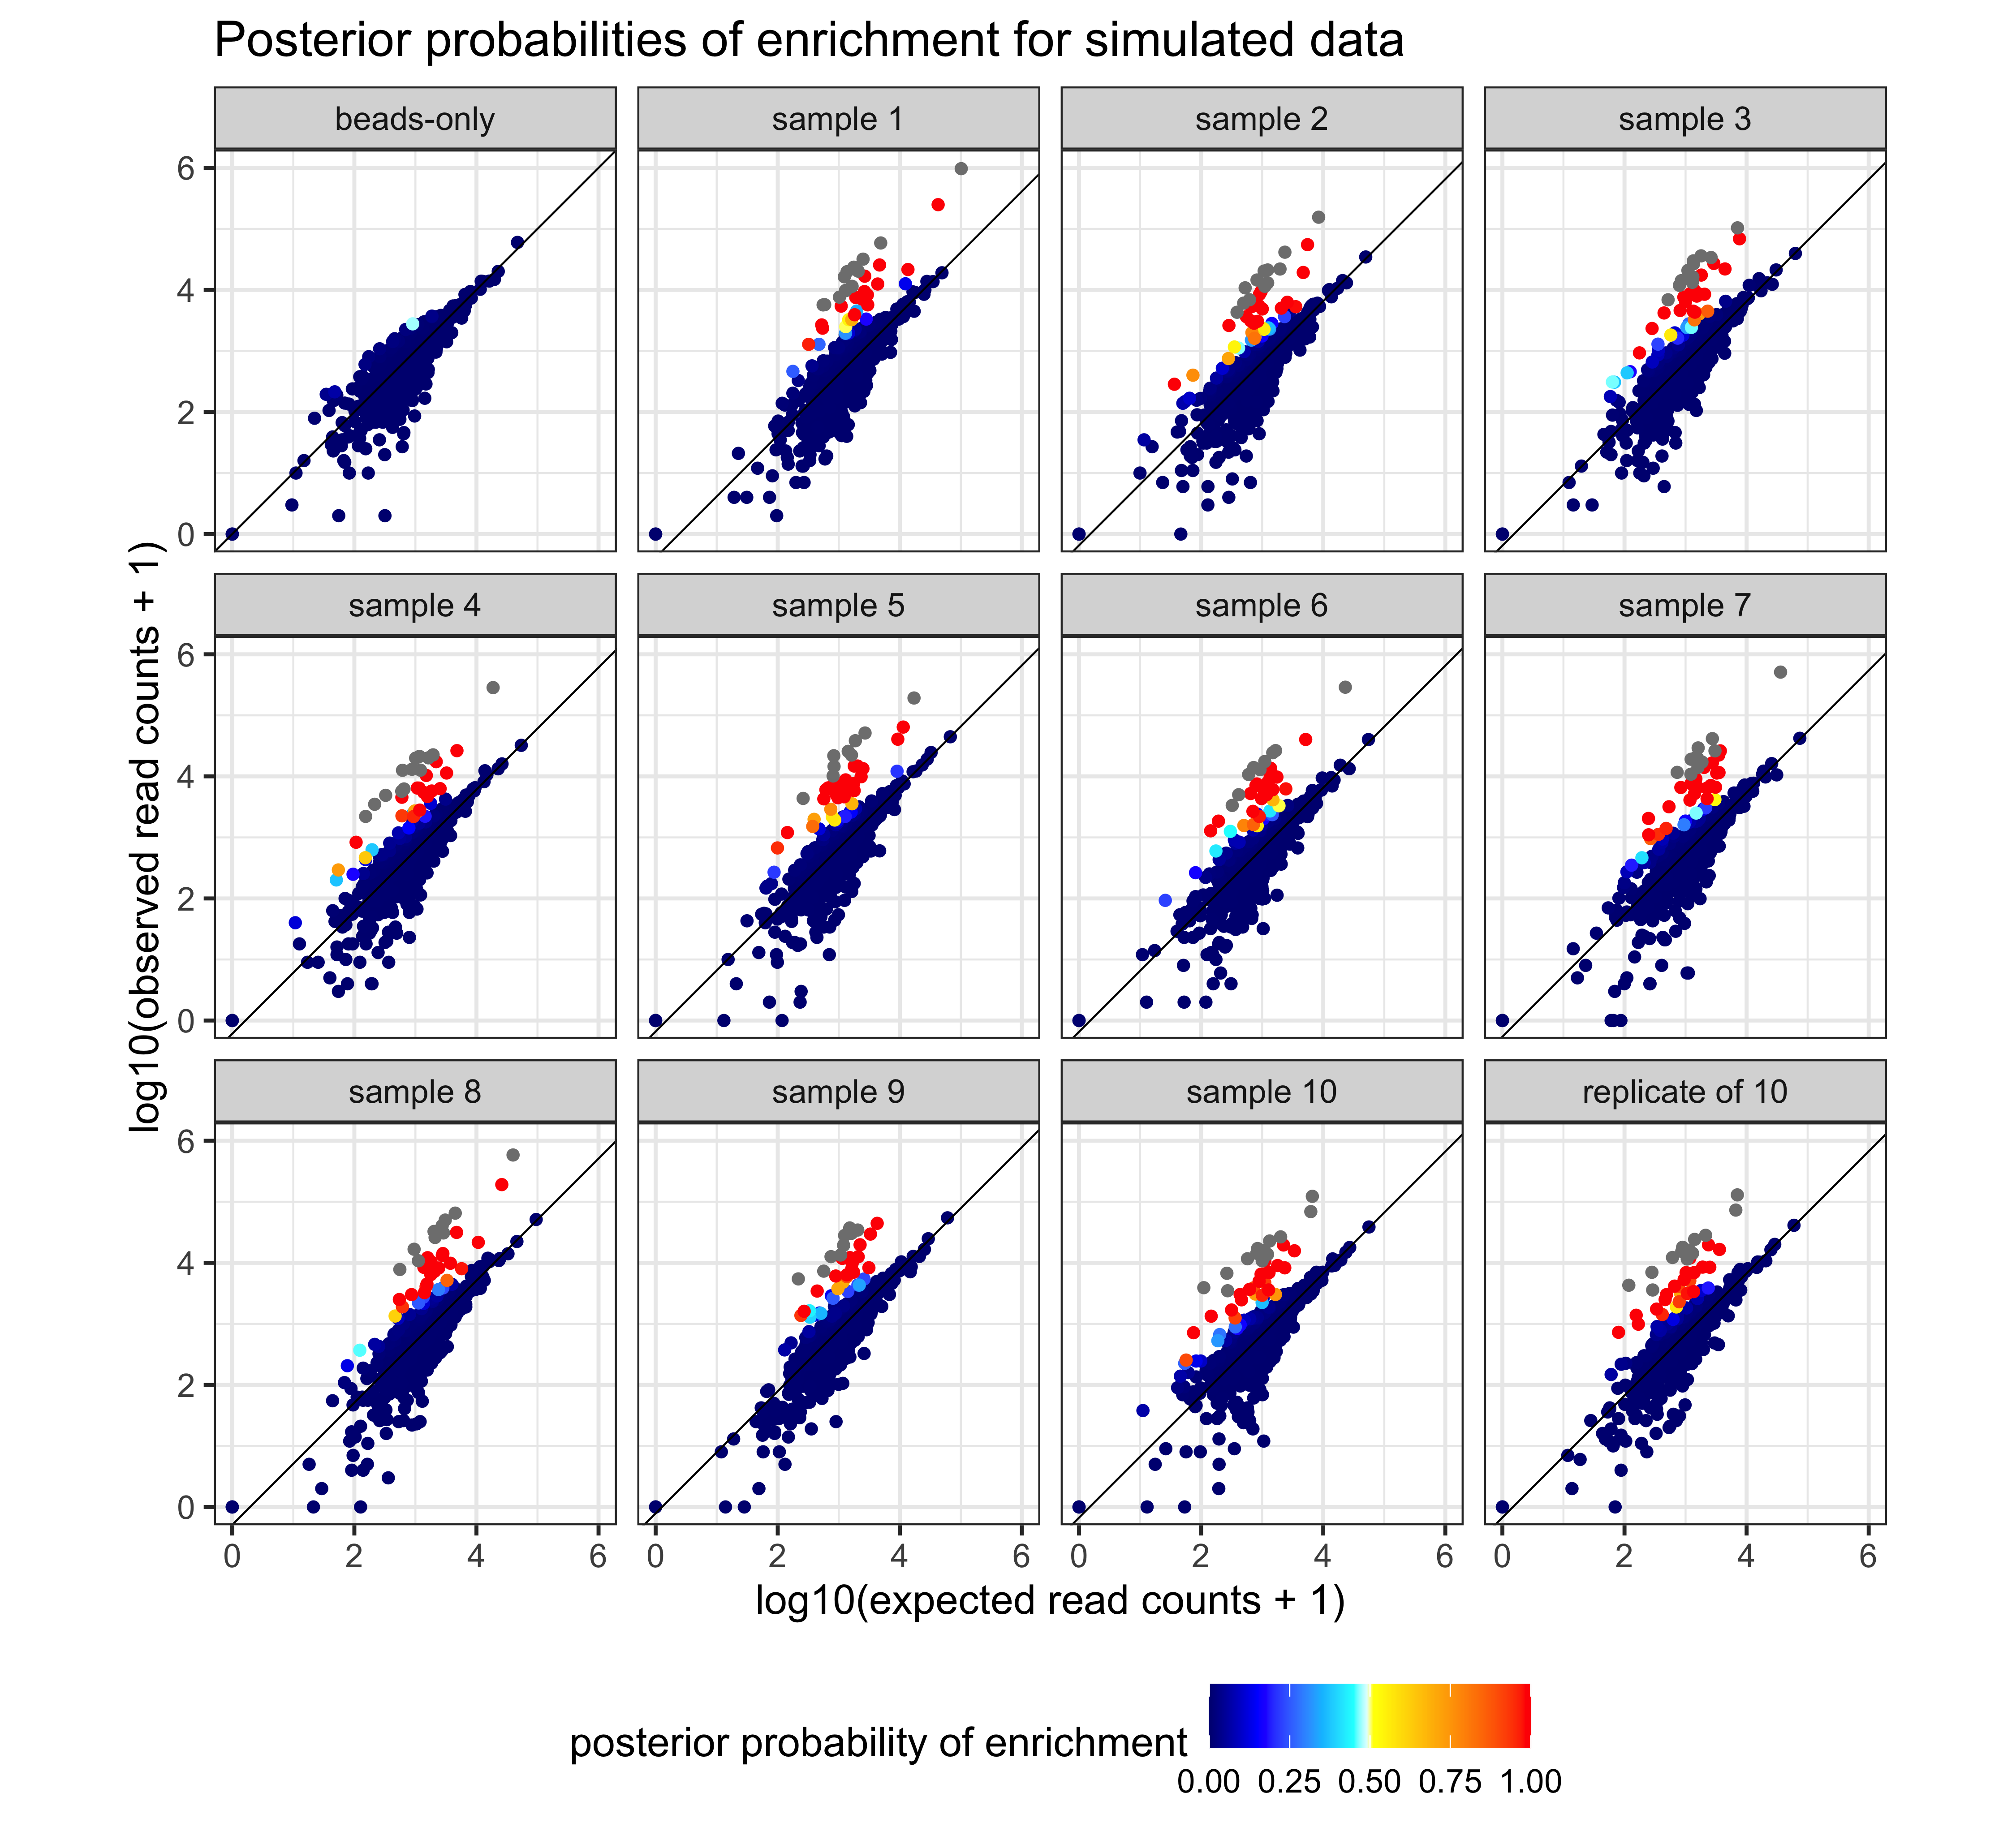 Posterior probabilities of enrichment for simulated data
beads-only
sample 1
sample 2
sample 3
6
4
2
0
sample 4
sample 5
sample 6
sample 7
6
4
2
0
sample 8
sample 9
sample 10
replicate of 10
6
4
2
0
0 2 4 6 0 2 4 6 0 2 4 6 0 2 4 6
log10(observed read counts + 1)
log10(expected read counts + 1)
posterior probability of enrichment
0.00 0.25 0.50 0.75 1.00